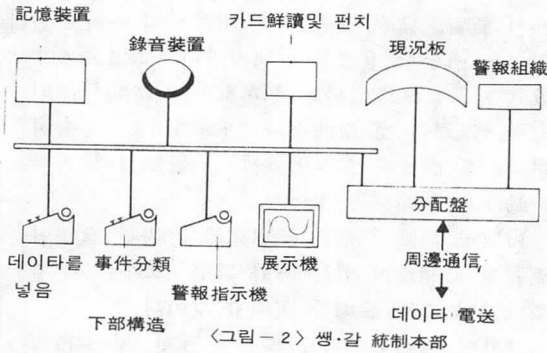 記憶裝置
錄音裝置
카드鮮讀및 펀치
現況板
警報組織
分配盤
데이타를
넣음
事件分類
警報指示機
展示機
周邊通信
데이타 電送
下部構造
〈그림-2〉 쌩·갈 統制本部